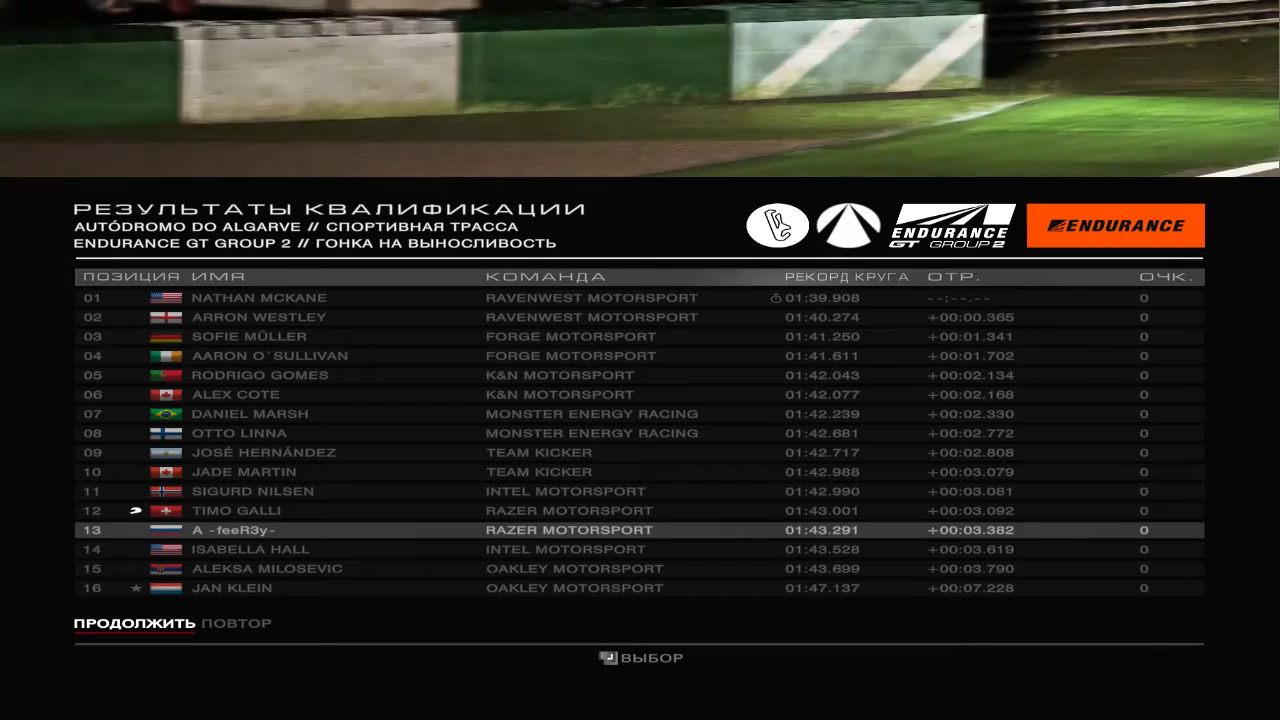 РЕЗУЛЬТАТЫ КВАЛИФИКАЦИИ
AUTÓDROMO DO ALGARVE // СПОРТИВНАЯ ТРАССА
ENDURANCE GT GROUP 2 // ГОНКА НА ВЫНОСЛИВОСТЬ
ENDURANCE
GT GROUP 2
ENDURANCE
ПОЗИЦИЯ ИМЯ КОМАНДА РЕКОРД КРУГА ОТР. ОЧК.
01 NATHAN MCKANE RAVENWEST MOTORSPORT 01:39.908 --:--.-- 0
02 ARRON WESTLEY RAVENWEST MOTORSPORT 01:40.274 +00:00.365 0
03 SOFIE MÜLLER FORGE MOTORSPORT 01:41.250 +00:01.341 0
04 AARON O`SULLIVAN FORGE MOTORSPORT 01:41.611 +00:01.702 0
05 RODRIGO GOMES K&N MOTORSPORT 01:42.043 +00:02.134 0
06 ALEX COTE K&N MOTORSPORT 01:42.077 +00:02.168 0
07 DANIEL MARSH MONSTER ENERGY RACING 01:42.239 +00:02.330 0
08 OTTO LINNA MONSTER ENERGY RACING 01:42.681 +00:02.772 0
09 JOSÉ HERNÁNDEZ TEAM KICKER 01:42.717 +00:02.808 0
10 JADE MARTIN TEAM KICKER 01:42.988 +00:03.079 0
11 SIGURD NILSEN INTEL MOTORSPORT 01:42.990 +00:03.081 0
12 TIMO GALLI RAZER MOTORSPORT 01:43.001 +00:03.092 0
13 A -feeR3y- RAZER MOTORSPORT 01:43.291 +00:03.382 0
14 ISABELLA HALL INTEL MOTORSPORT 01:43.528 +00:03.619 0
15 ALEKSA MILOSEVIC OAKLEY MOTORSPORT 01:43.699 +00:03.790 0
16 JAN KLEIN OAKLEY MOTORSPORT 01:47.137 +00:07.228 0
ПРОДОЛЖИТЬ ПОВТОР
ВЫБОР